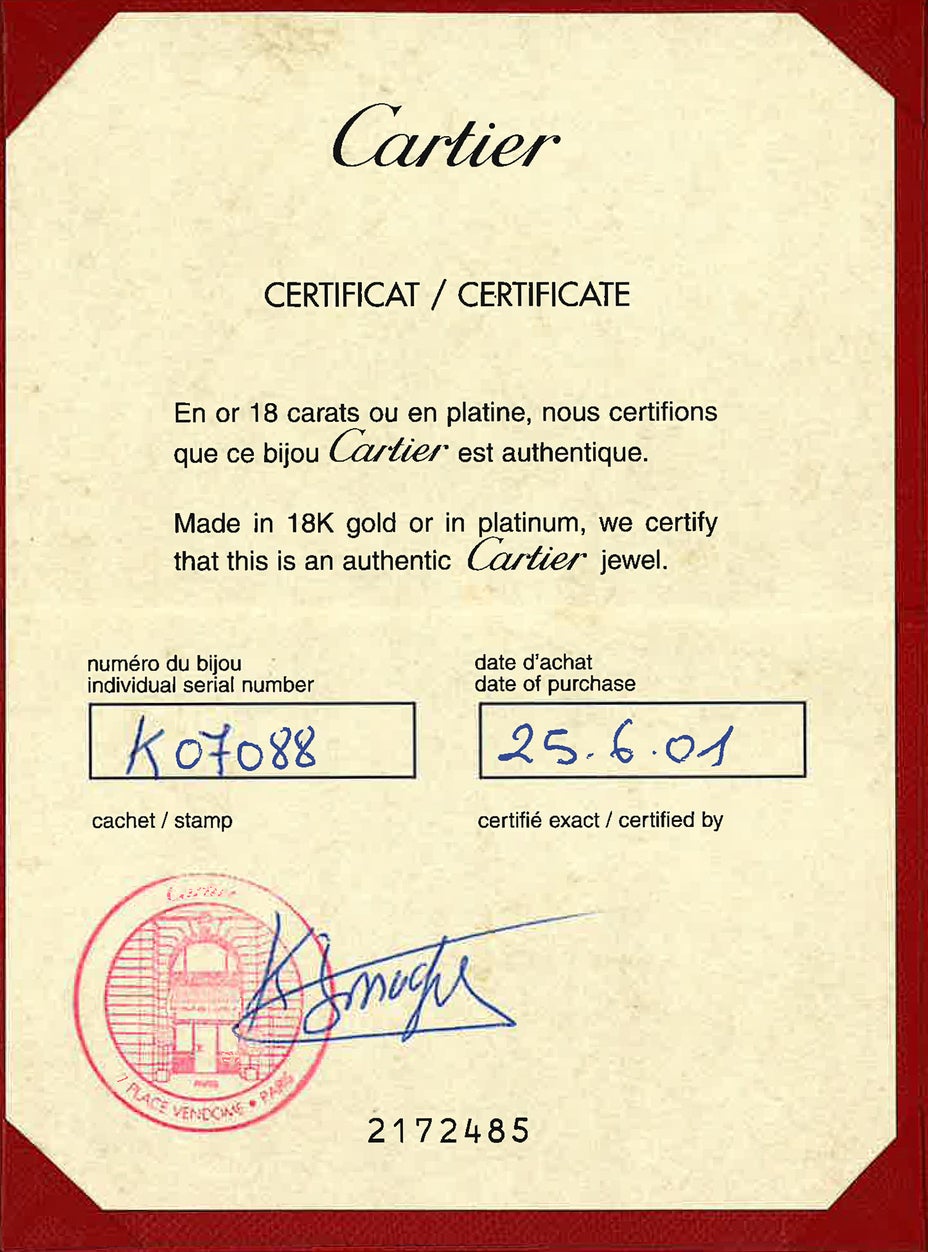 Cartier
CERTIFICAT / CERTIFICATE
En or 18 carats ou en platine, nous certifions
que ce bijou Cartier est authentique.
Made in 18K gold or in platinum, we certify
that this is an authentic Cartier jewel.
numéro du bijou
individual serial number
K07088
date d'achat
date of purchase
25.6.01
cachet / stamp
certifié exact / certified by
Cartier
7 PLACE VENDOME • PARIS
2172485